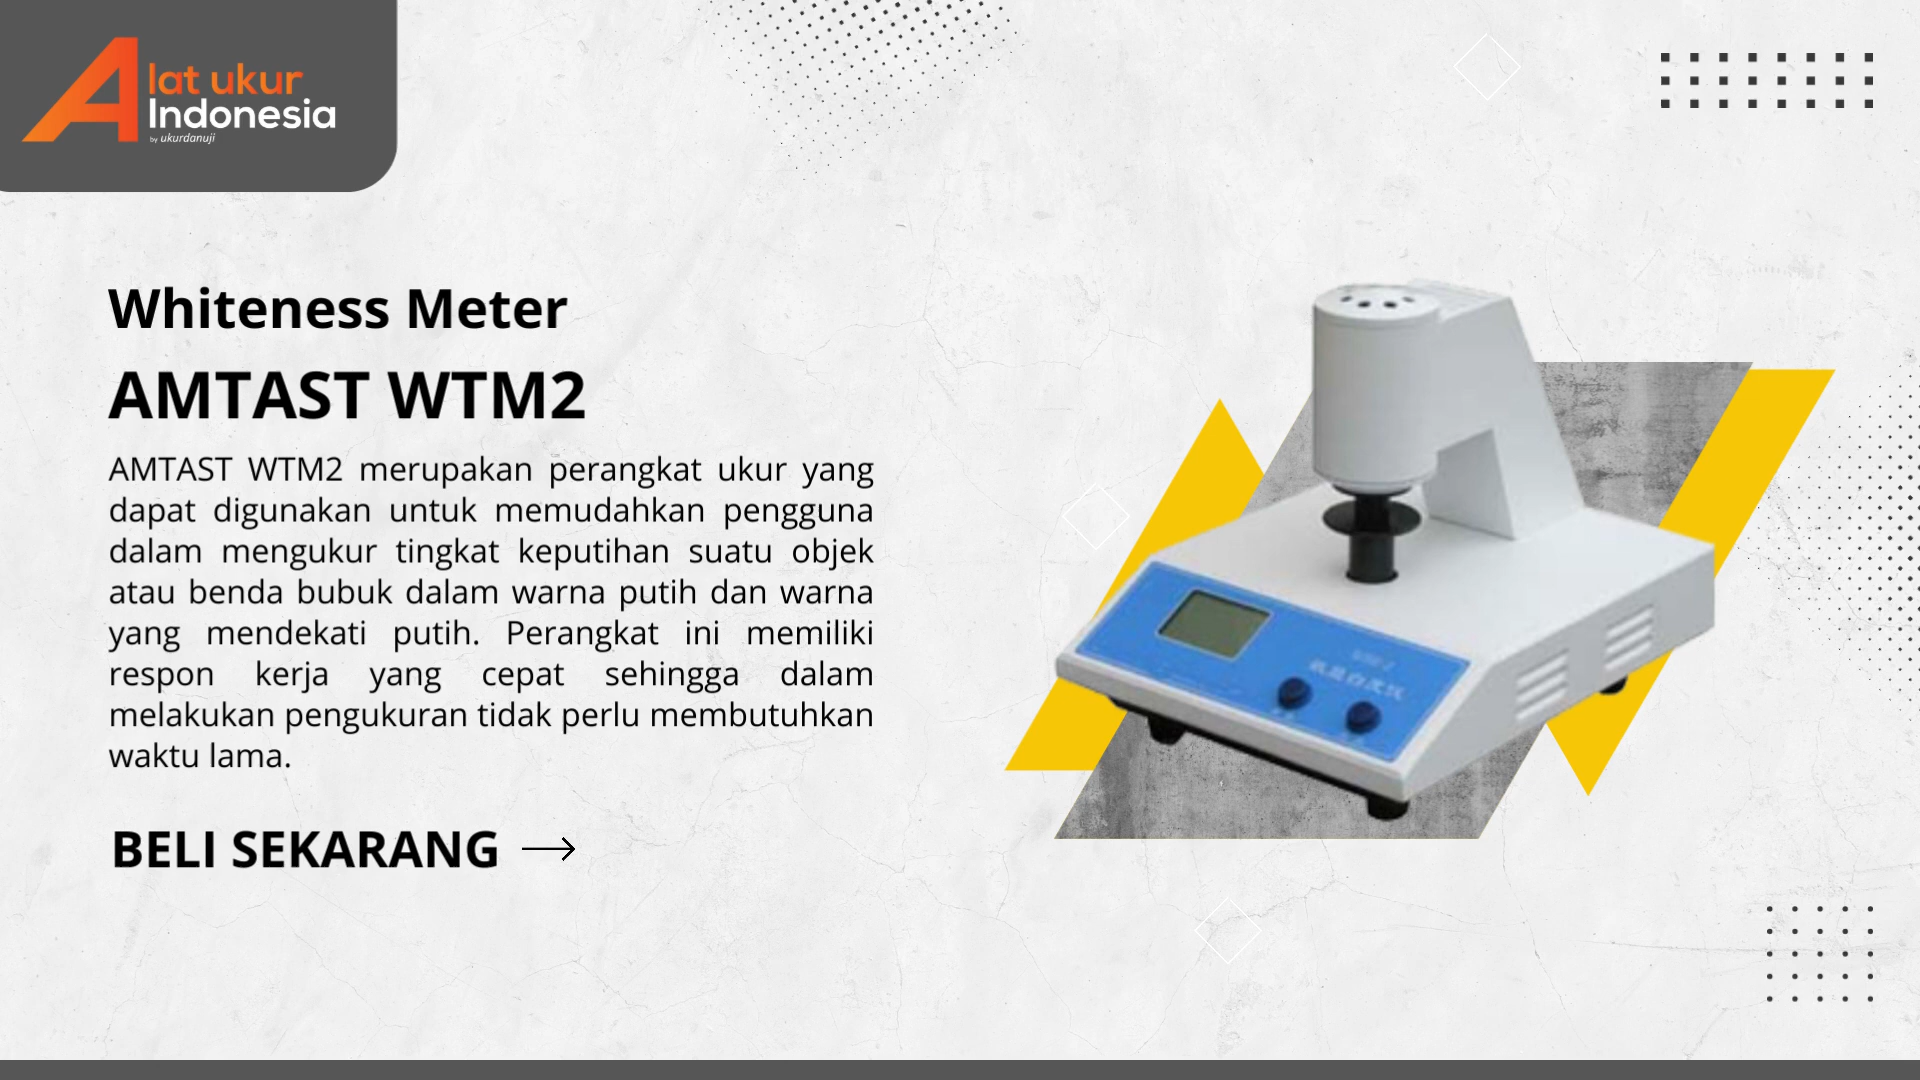 Alat ukur
Indonesia
by ukurdanuji
Whiteness Meter
AMTAST WTM2
AMTAST WTM2 merupakan perangkat ukur yang
dapat digunakan untuk memudahkan pengguna
dalam mengukur tingkat keputihan suatu objek
atau benda bubuk dalam warna putih dan warna
yang mendekati putih. Perangkat ini memiliki
respon kerja yang cepat sehingga dalam
melakukan pengukuran tidak perlu membutuhkan
waktu lama.
BELI SEKARANG